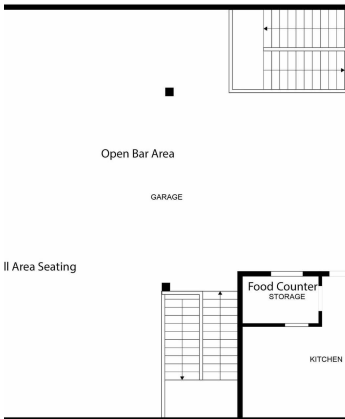 Open Bar Area
GARAGE
ll Area Seating
Food Counter
STORAGE
KITCHEN